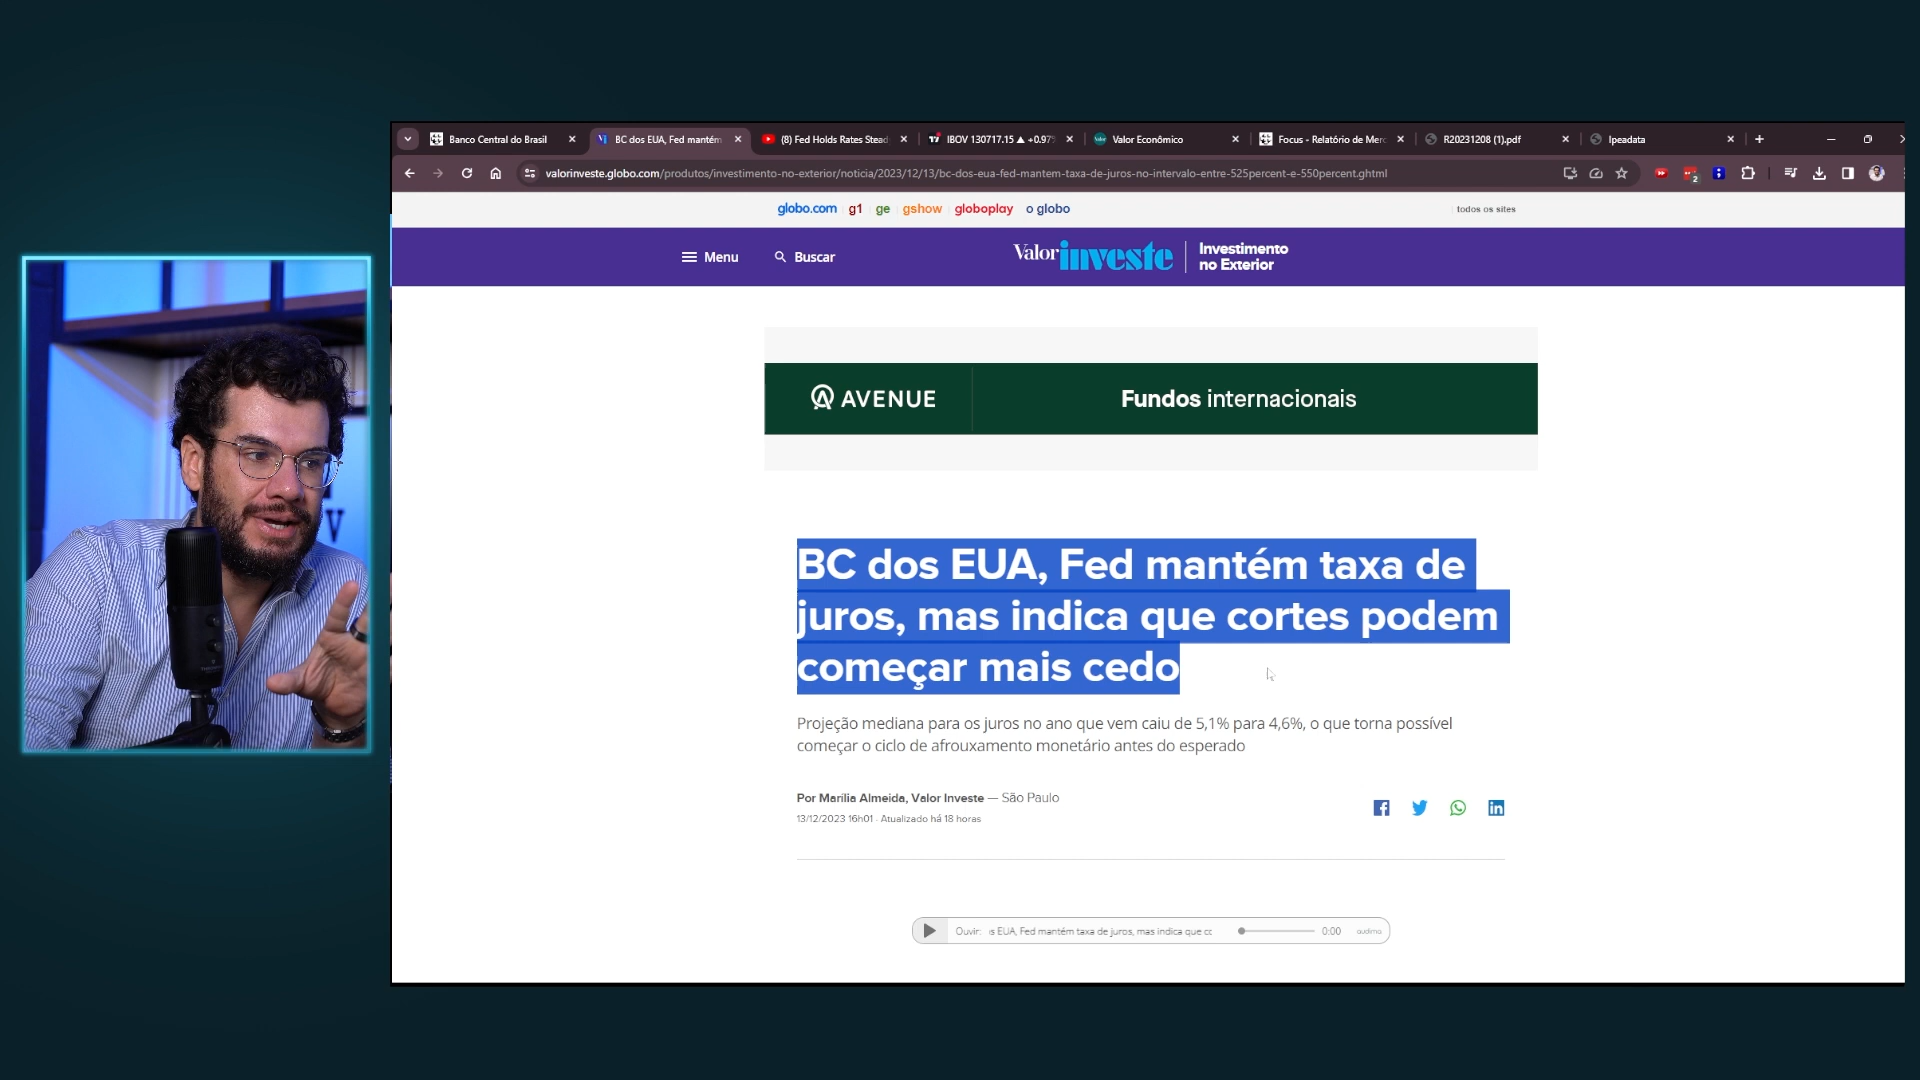 Banco Central do Brasil
BC dos EUA, Fed mantém
(8) Fed Holds Rates Stead
IBOV 130717.15 ▲ +0.97%
Valor Econômico
Focus - Relatório de Merc
R20231208 (1).pdf
Ipeadata
valorinveste.globo.com/produtos/investimento-no-exterior/noticia/2023/12/13/bc-dos-eua-fed-mantem-taxa-de-juros-no-intervalo-entre-525percent-e-550percent.ghtml
2
globo.com g1 ge gshow globoplay o globo
todos os sites
Menu
Buscar
Valor investe
Investimento
no Exterior
AVENUE
Fundos internacionais
BC dos EUA, Fed mantém taxa de
juros, mas indica que cortes podem
começar mais cedo
Projeção mediana para os juros no ano que vem caiu de 5,1% para 4,6%, o que torna possível
começar o ciclo de afrouxamento monetário antes do esperado
Por Marília Almeida, Valor Investe — São Paulo
13/12/2023 16h01 · Atualizado há 18 horas
Ouvir: s EUA, Fed mantém taxa de juros, mas indica que co
0:00
audima
V